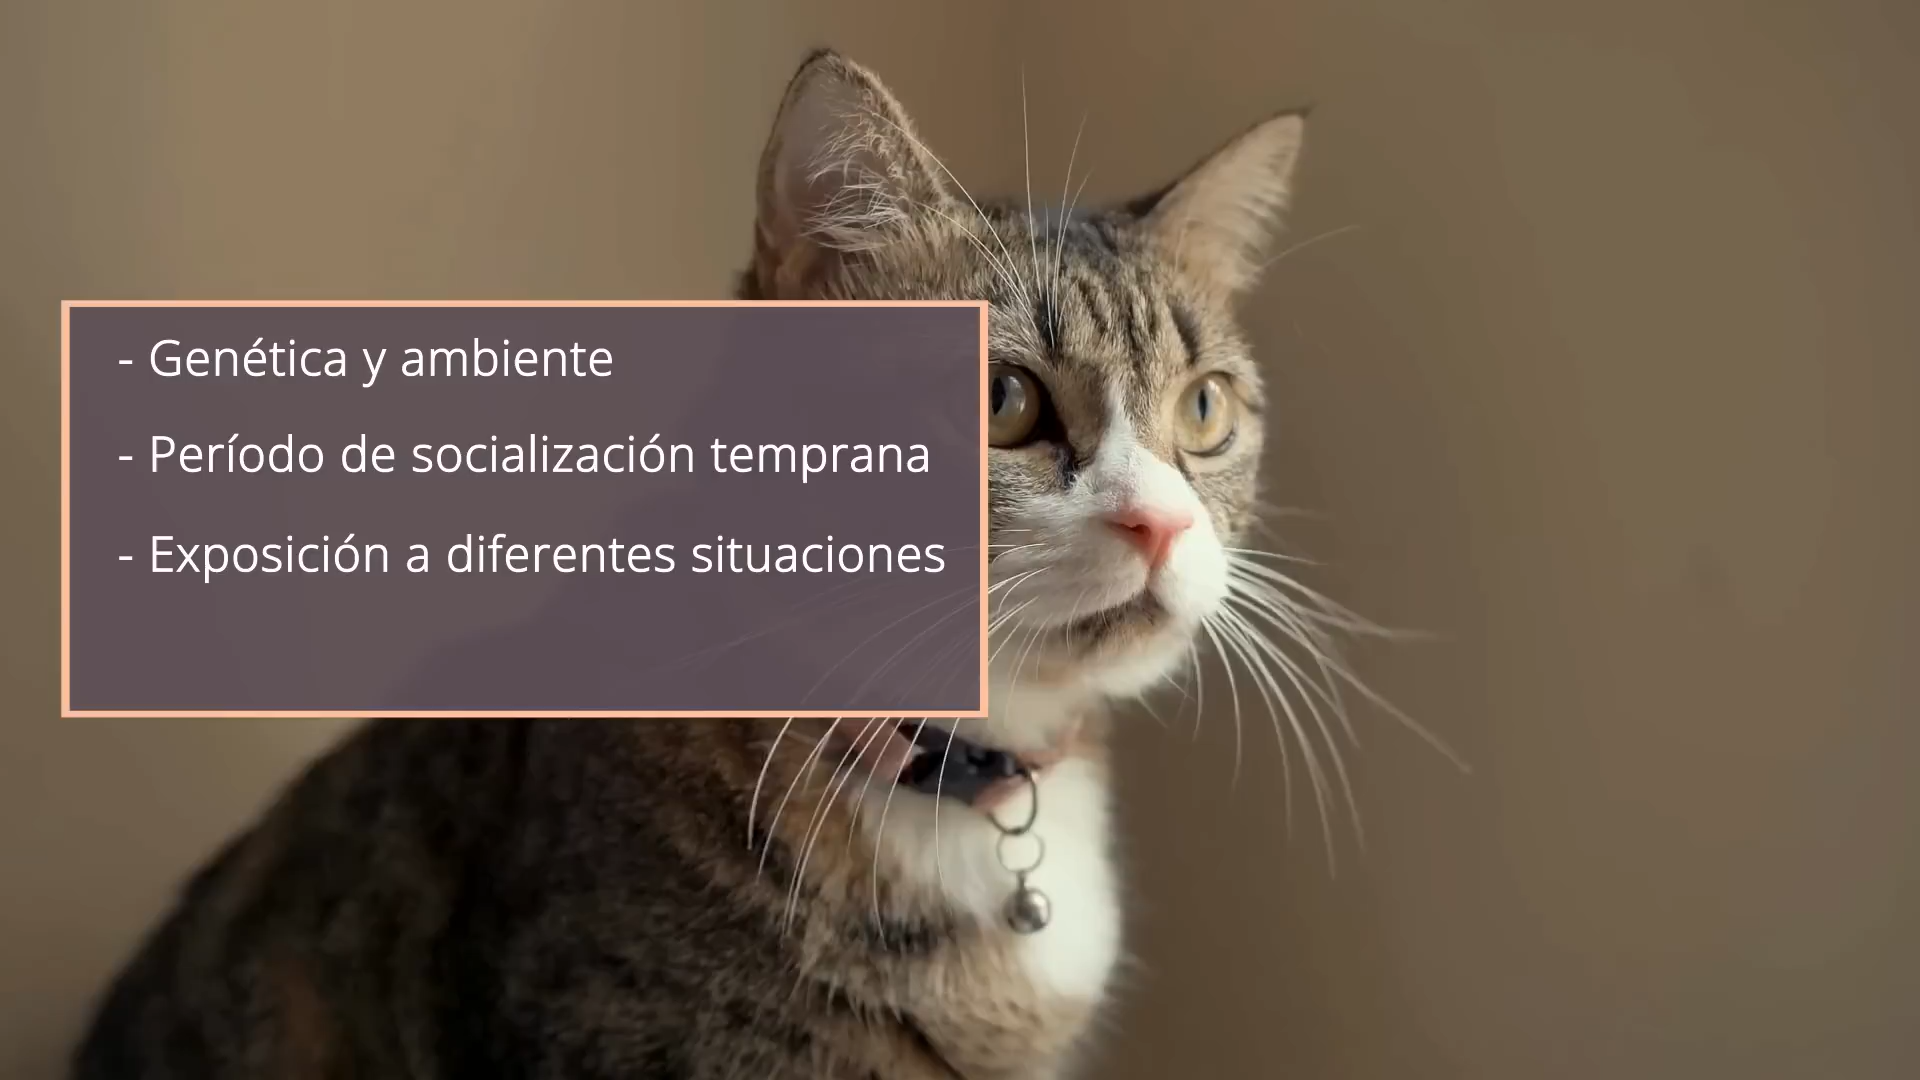 - Genética y ambiente
- Período de socialización temprana
- Exposición a diferentes situaciones